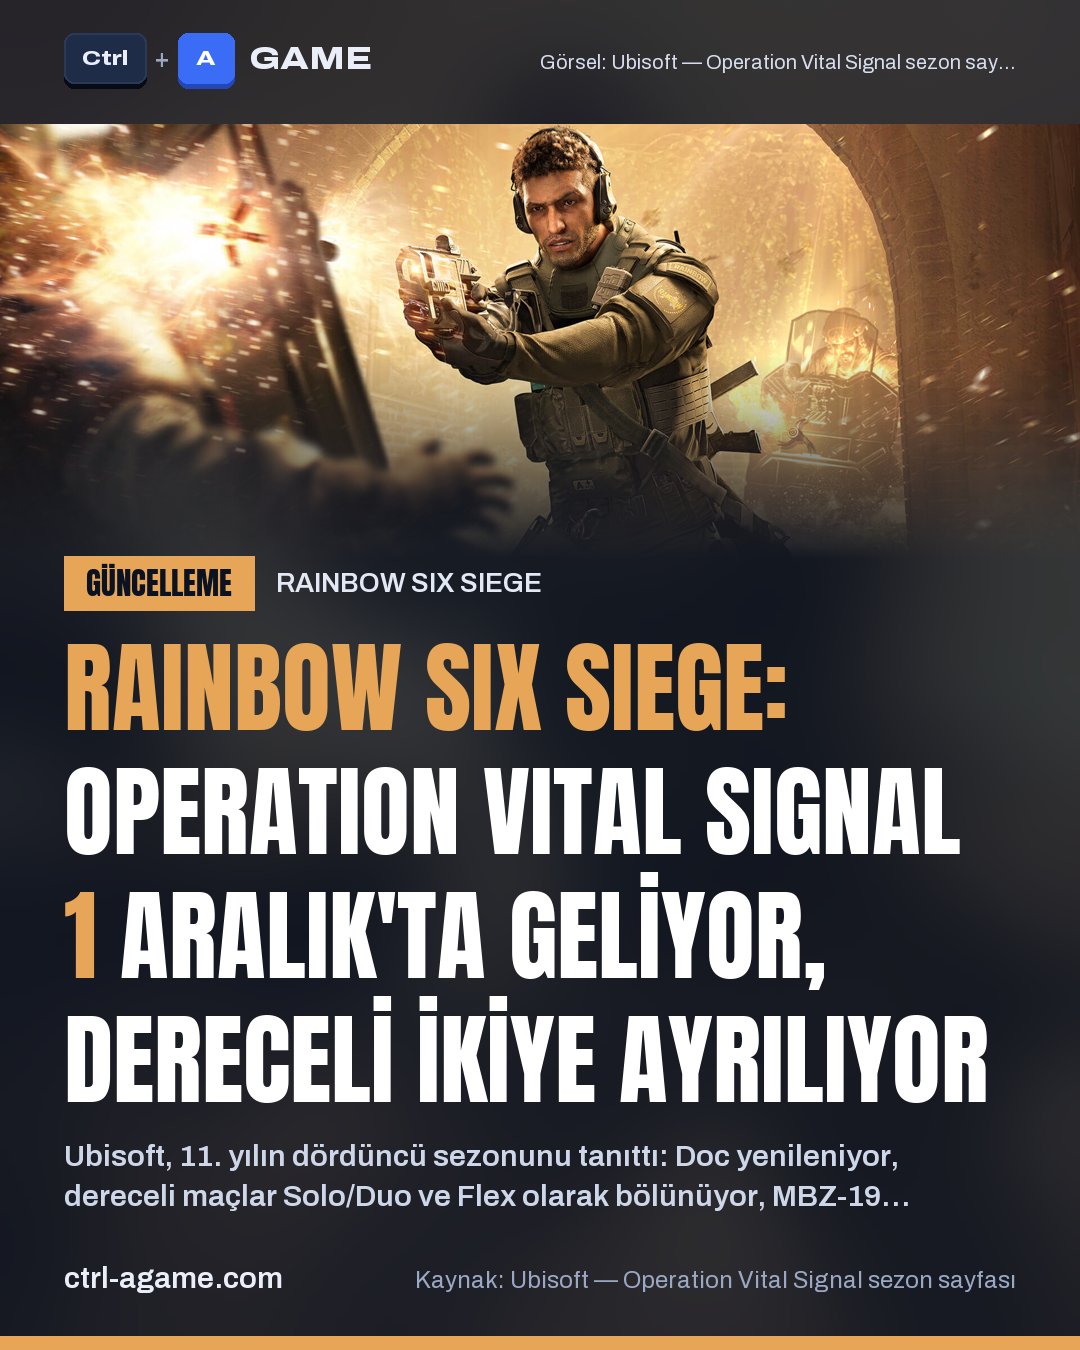 Ctrl + A GAME
Görsel: Ubisoft — Operation Vital Signal sezon say...
GÜNCELLEME RAINBOW SIX SIEGE
RAINBOW SIX SIEGE:
OPERATION VITAL SIGNAL
1 ARALIK'TA GELİYOR,
DERECELİ İKİYE AYRILIYOR
Ubisoft, 11. yılın dördüncü sezonunu tanıttı: Doc yenileniyor,
dereceli maçlar Solo/Duo ve Flex olarak bölünüyor, MBZ-19...
ctrl-agame.com
Kaynak: Ubisoft — Operation Vital Signal sezon sayfası